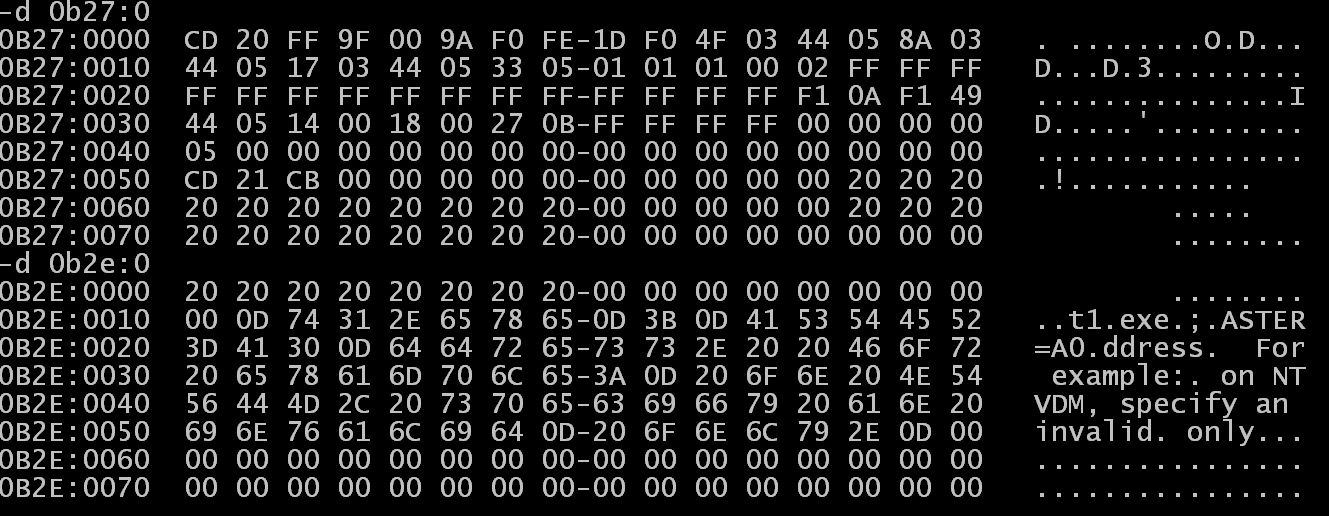 -d 0b27:0
0B27:0000  CD 20 FF 9F 00 9A F0 FE-1D F0 4F 03 44 05 8A 03   . ........O.D...
0B27:0010  44 05 17 03 44 05 33 05-01 01 01 00 02 FF FF FF   D...D.3.........
0B27:0020  FF FF FF FF FF FF FF FF-FF FF FF FF F1 0A F1 49   ...............I
0B27:0030  44 05 14 00 18 00 27 0B-FF FF FF FF 00 00 00 00   D.....'.........
0B27:0040  05 00 00 00 00 00 00 00-00 00 00 00 00 00 00 00   ................
0B27:0050  CD 21 CB 00 00 00 00 00-00 00 00 00 00 20 20 20   .!...........
0B27:0060  20 20 20 20 20 20 20 20-00 00 00 00 00 20 20 20           .....
0B27:0070  20 20 20 20 20 20 20 20-00 00 00 00 00 00 00 00           ........
-d 0b2e:0
0B2E:0000  20 20 20 20 20 20 20 20-00 00 00 00 00 00 00 00           ........
0B2E:0010  00 0D 74 31 2E 65 78 65-0D 3B 0D 41 53 54 45 52   ..t1.exe.;.ASTER
0B2E:0020  3D 41 30 0D 64 64 72 65-73 73 2E 20 20 46 6F 72   =A0.ddress.  For
0B2E:0030  20 65 78 61 6D 70 6C 65-3A 0D 20 6F 6E 20 4E 54    example:. on NT
0B2E:0040  56 44 4D 2C 20 73 70 65-63 69 66 79 20 61 6E 20   VDM, specify an
0B2E:0050  69 6E 76 61 6C 69 64 0D-20 6F 6E 6C 79 2E 0D 00   invalid. only...
0B2E:0060  00 00 00 00 00 00 00 00-00 00 00 00 00 00 00 00   ................
0B2E:0070  00 00 00 00 00 00 00 00-00 00 00 00 00 00 00 00   ................